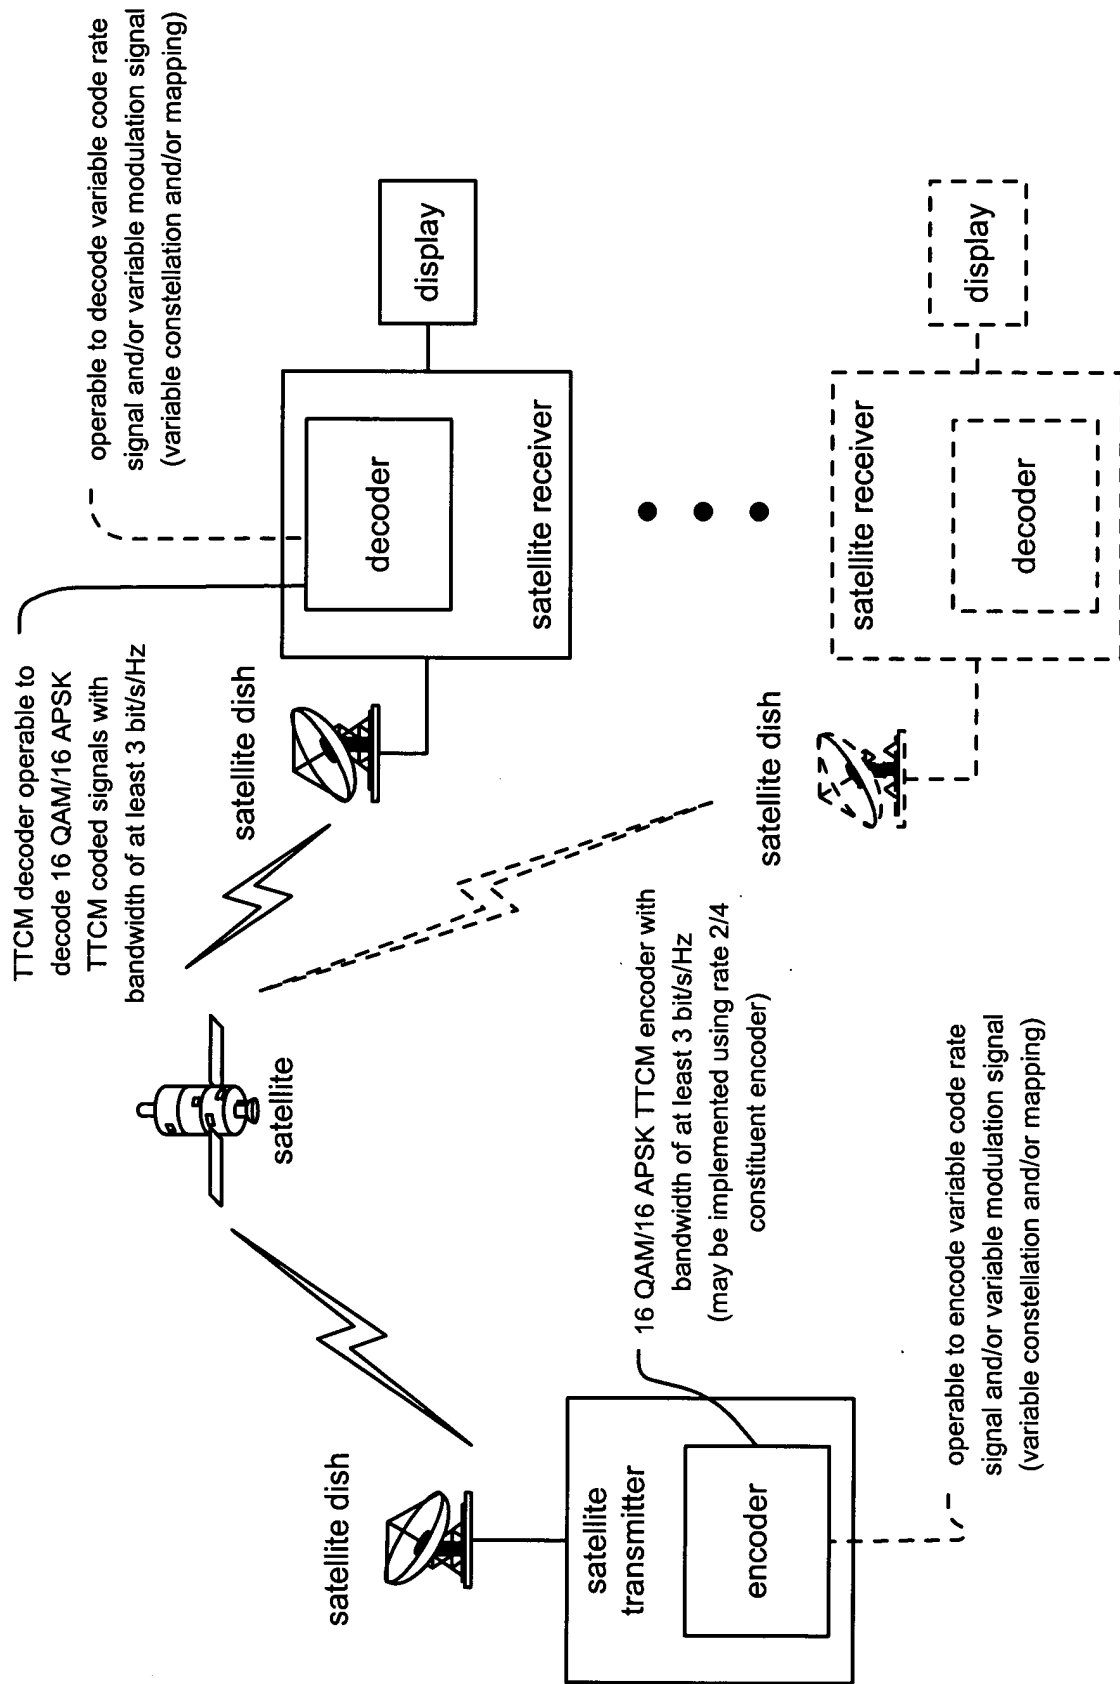 TTCM decoder operable to
decode 16 QAM/16 APSK
TTCM coded signals with
bandwidth of at least 3 bit/s/Hz
operable to decode variable code rate
signal and/or variable modulation signal
(variable constellation and/or mapping)
satellite
satellite dish
decoder
satellite receiver
display
satellite dish
satellite transmitter
encoder
16 QAM/16 APSK TTCM encoder with
bandwidth of at least 3 bit/s/Hz
(may be implemented using rate 2/4
constituent encoder)
operable to encode variable code rate
signal and/or variable modulation signal
(variable constellation and/or mapping)
satellite dish
satellite receiver
decoder
display